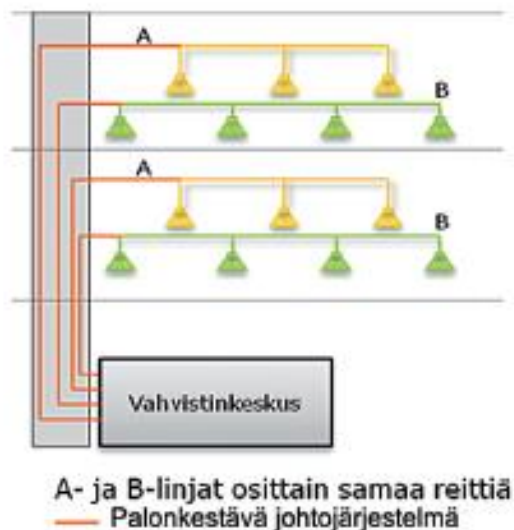 A
B
A
B
Vahvistinkeskus
A- ja B-linjat osittain samaa reittiä
Palonkestävä johtojärjestelmä